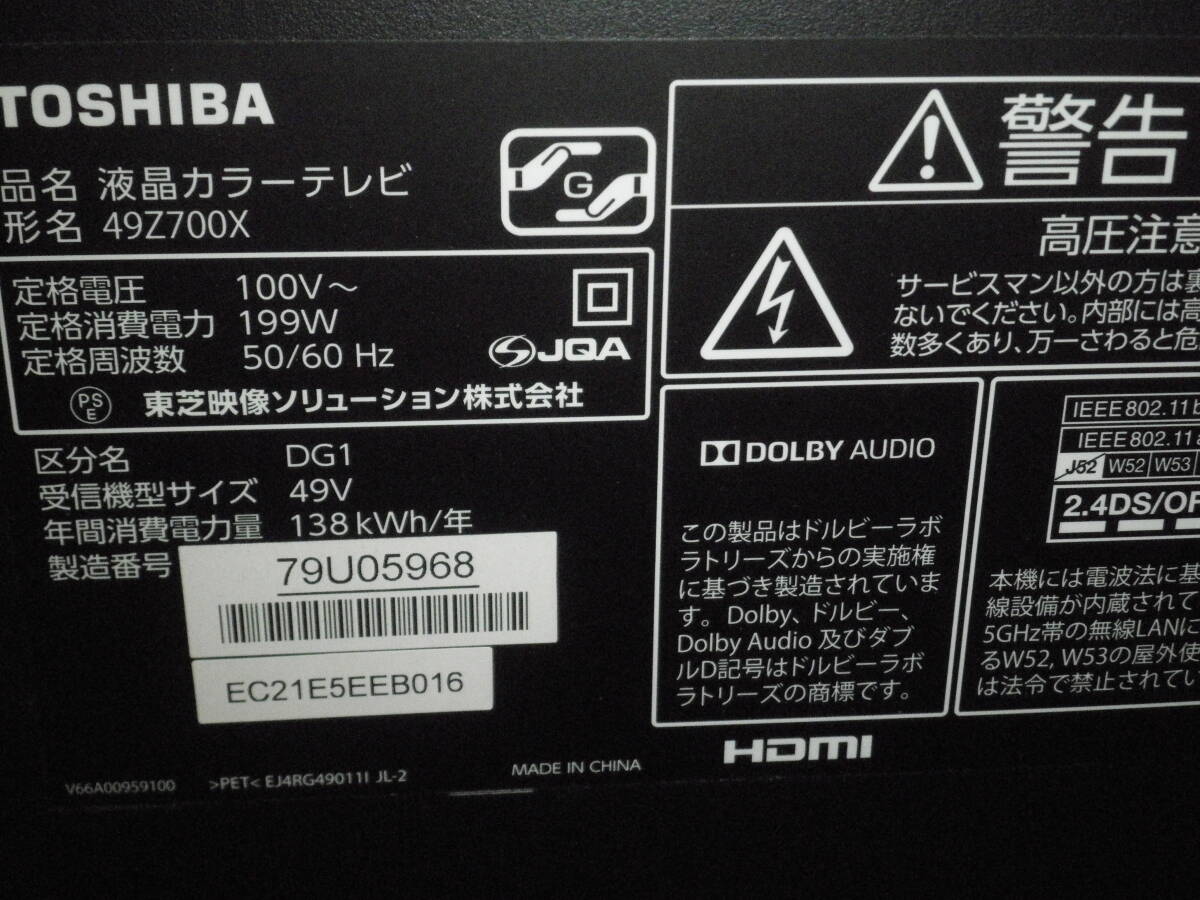 TOSHIBA
品名 液晶カラーテレビ
形名 49Z700X
G
定格電圧 100V～
定格消費電力 199W
定格周波数 50/60 Hz
JQA
PS
E
東芝映像ソリューション株式会社
区分名 DG1
受信機型サイズ 49V
年間消費電力量 138kWh/年
製造番号 79U05968
EC21E5EEB016
V66A00959100 >PET< EJ4RG49011I JL-2
MADE IN CHINA
警告
高圧注意
サービスマン以外の方は裏
ないでください。内部には高
数多くあり、万一さわると危
DOLBY AUDIO
この製品はドルビーラボ
ラトリーズからの実施権
に基づき製造されていま
す。 Dolby、ドルビー、
Dolby Audio 及びダブ
ルD記号はドルビーラボ
ラトリーズの商標です。
HDMI
IEEE802.11b
IEEE802.11a
J52 W52 W53
2.4DS/OF
本機には電波法に基
線設備が内蔵されて
5GHz帯の無線LANに
るW52, W53の屋外使
は法令で禁止されてい